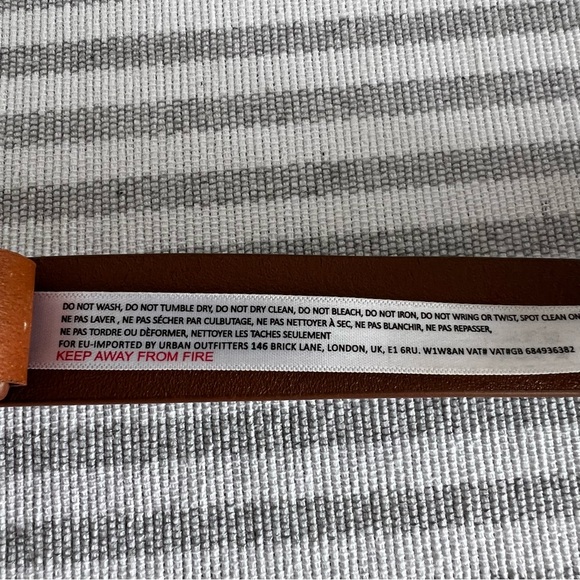 DO NOT WASH, DO NOT TUMBLE DRY, DO NOT DRY CLEAN, DO NOT BLEACH, DO NOT IRON, DO NOT WRING OR TWIST, SPOT CLEAN ON
NE PAS LAVER , NE PAS SÉCHER PAR CULBUTAGE, NE PAS NETTOYER À SEC, NE PAS BLANCHIR, NE PAS REPASSER,
NE PAS TORDRE OU DÈFORMER, NETTOYER LES TACHES SEULEMENT
FOR EU-IMPORTED BY URBAN OUTFITTERS 146 BRICK LANE, LONDON, UK, E1 6RU. W1W8AN VAT# VAT#GB 684936382
KEEP AWAY FROM FIRE